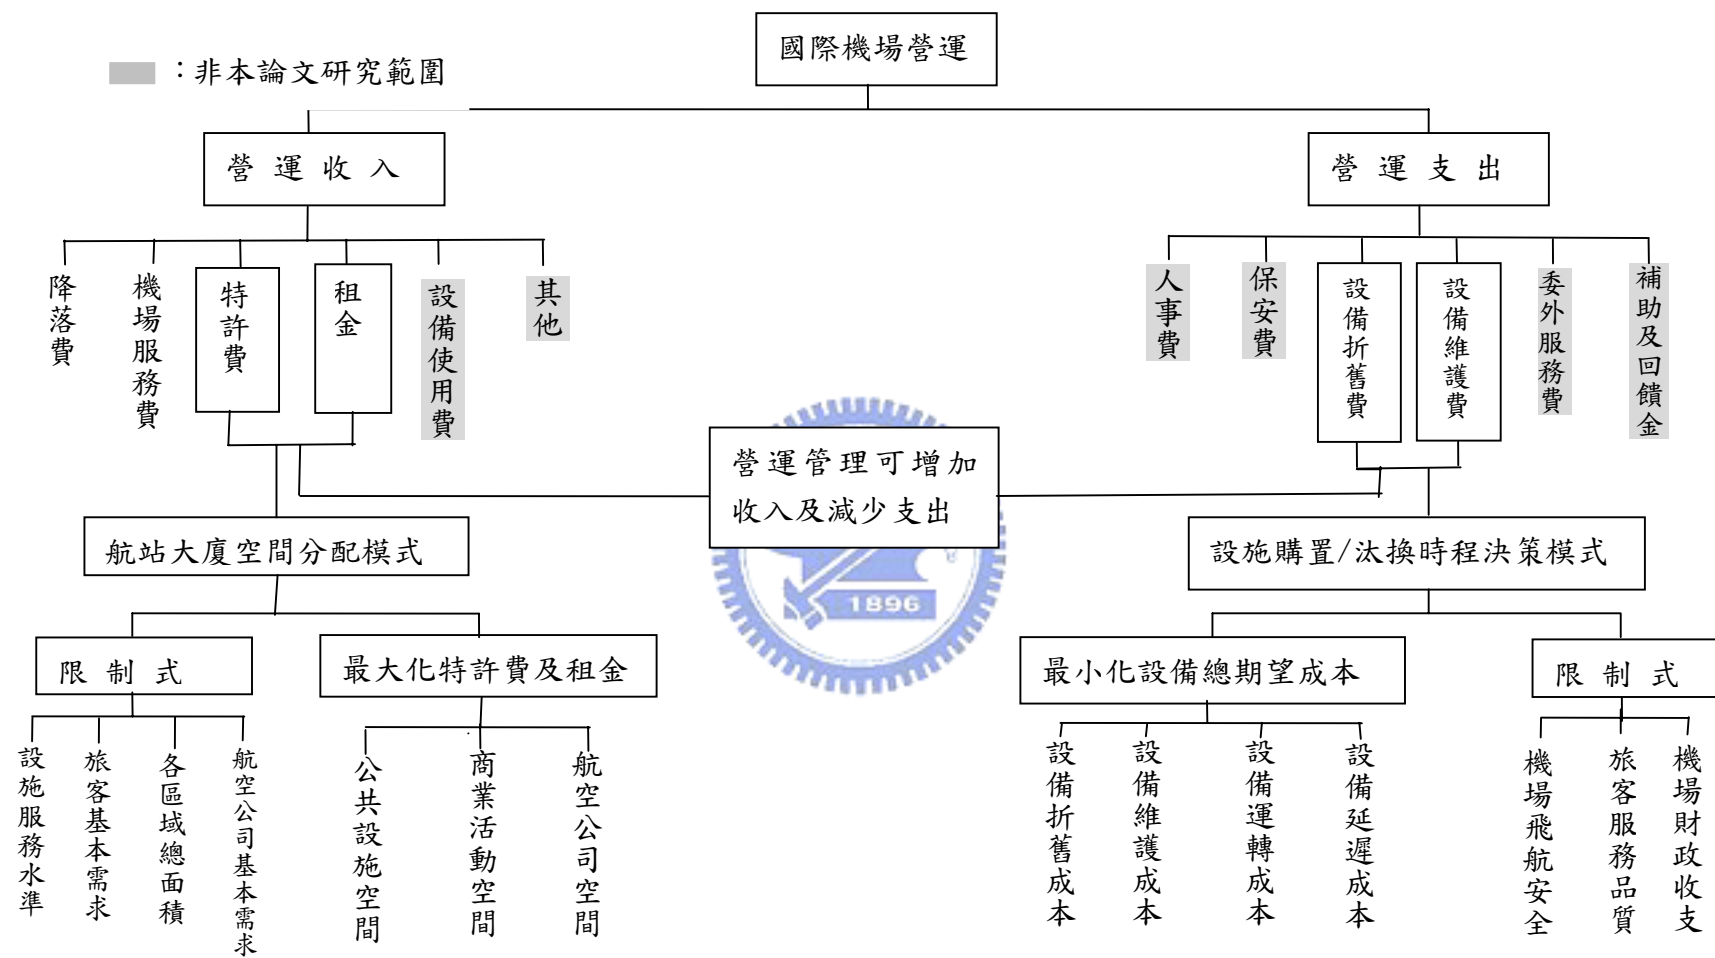 國際機場營運
：非本論文研究範圍
營運收入
營運支出
降落費
機場服務費
特許費
租金
設備使用費
其他
人事費
保安費
設備折舊費
設備維護費
委外服務費
補助及回饋金
營運管理可增加
收入及減少支出
航站大廈空間分配模式
設施購置/汰換時程決策模式
1896
限制式
最大化特許費及租金
最小化設備總期望成本
限制式
設施服務水準
旅客基本需求
各區域總面積
航空公司基本需求
公共設施空間
商業活動空間
航空公司空間
設備折舊成本
設備維護成本
設備運轉成本
設備延遲成本
機場飛航安全
旅客服務品質
機場財政收支